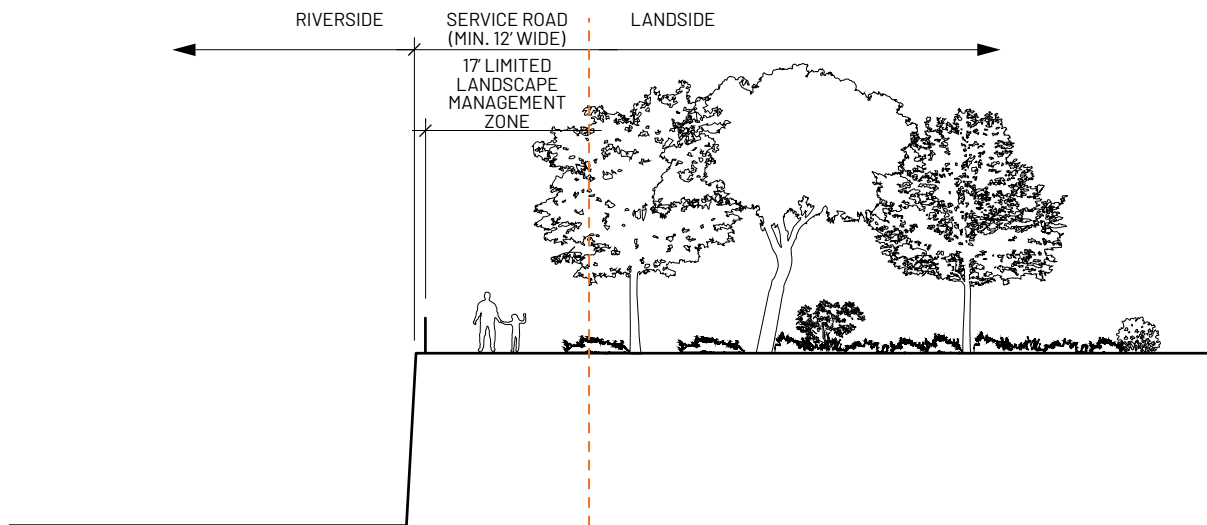 RIVERSIDE
SERVICE ROAD
(MIN. 12' WIDE)
LANDSIDE
17' LIMITED
LANDSCAPE
MANAGEMENT
ZONE